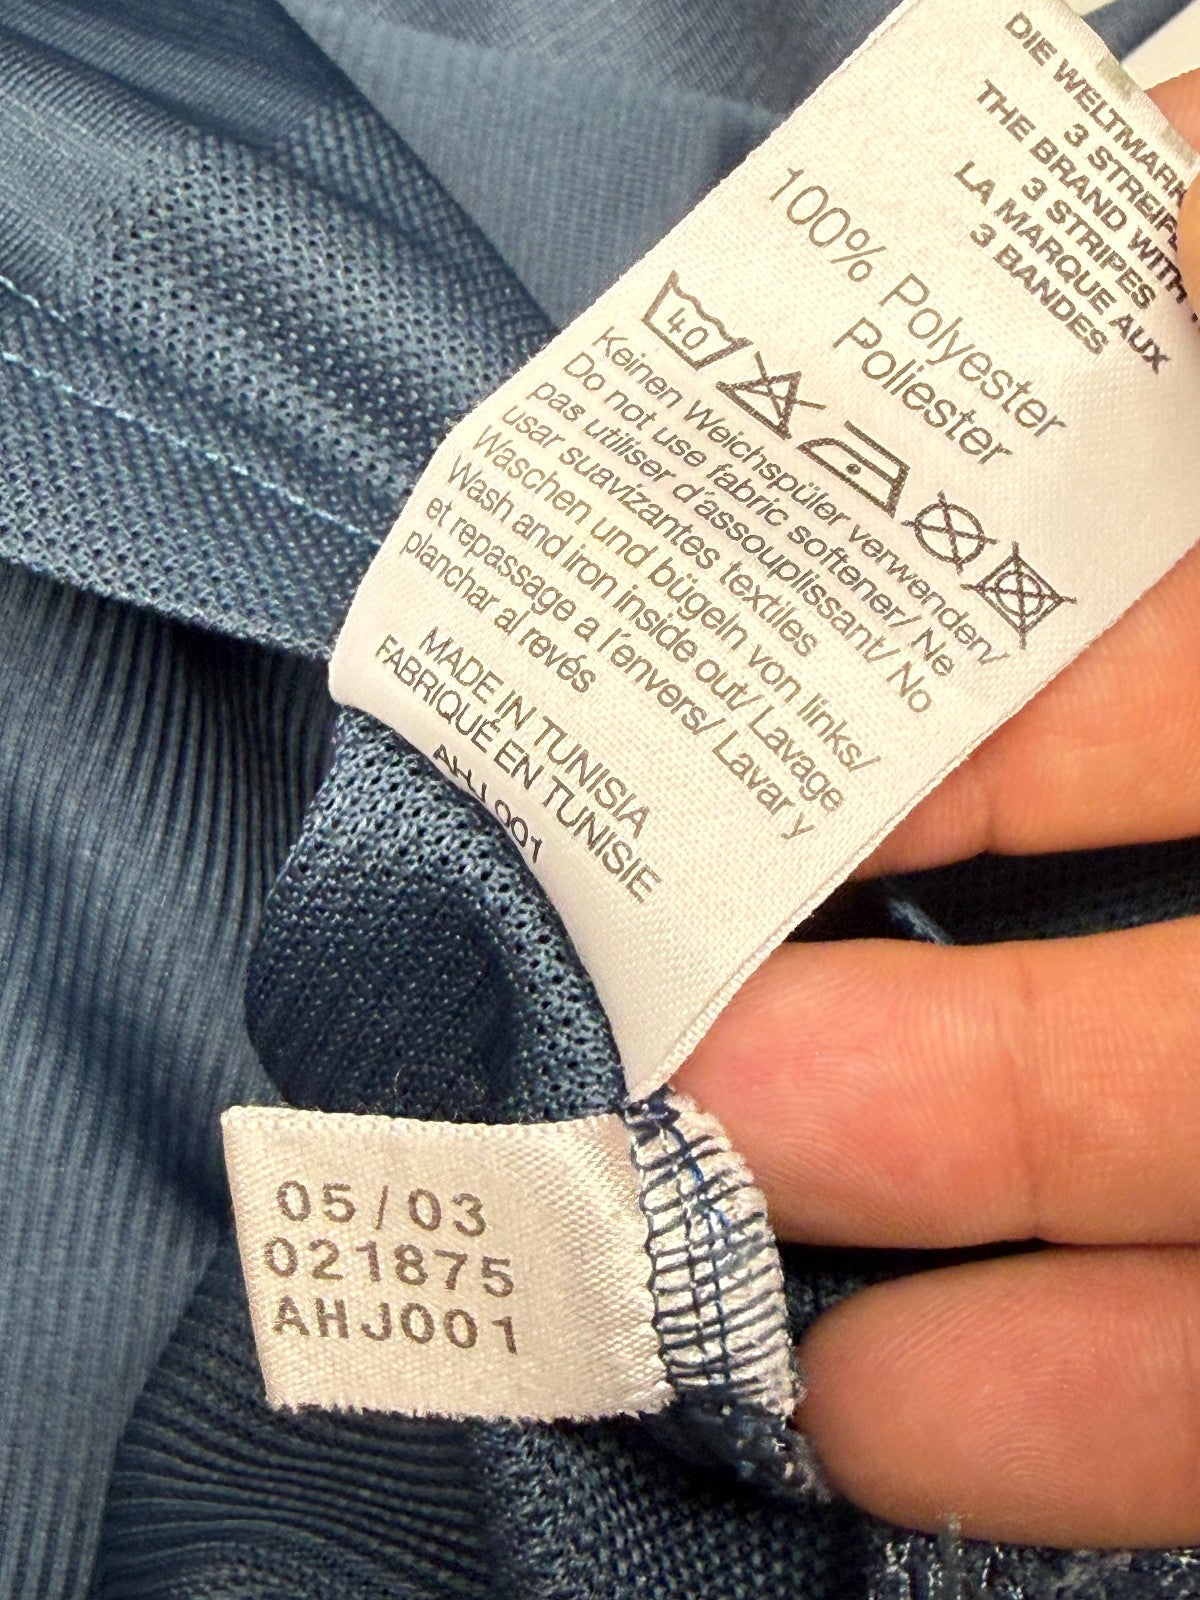 DIE WELTMARK
3 STREIFE
THE BRAND WITH
3 STRIPES
LA MARQUE AUX
3 BANDES
100% Polyester
Poliester
40
Keinen Weichspüler verwenden/
Do not use fabric softener/ Ne
pas utiliser d'assouplissant/ No
usar suavizantes textiles
Waschen und bügeln von links/
Wash and iron inside out/ Lavage
et repassage a l'envers/ Lavar y
planchar al revés
MADE IN TUNISIA
FABRIQUÉ EN TUNISIE
AHJ001
05/03
021875
AHJ001